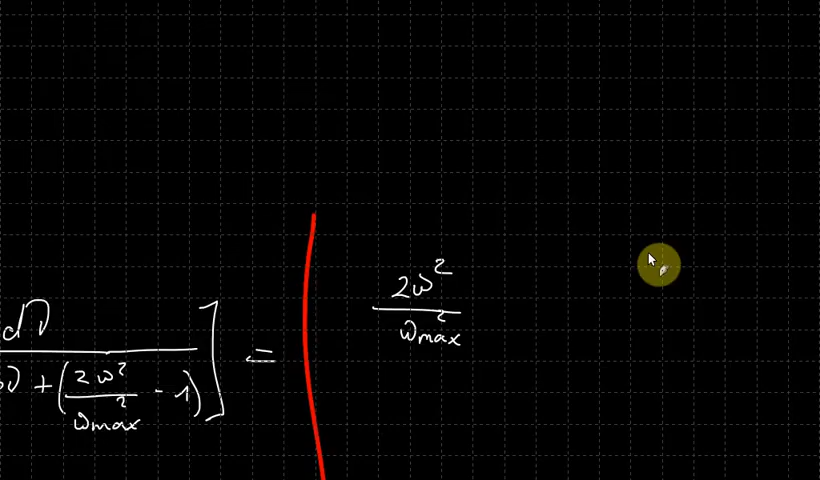 dϑ
ϑ + (2ω² / ω²max - 1) ] =
2ω² / ω²max